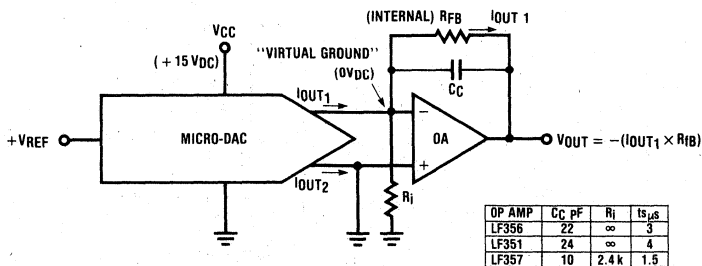 (INTERNAL) RFB
IOUT 1
VCC
(+15 VDC)
"VIRTUAL GROUND"
(0VDC)
CC
IOUT1
+VREF
MICRO-DAC
−
OA
+
VOUT = −(IOUT1 × RfB)
IOUT2
Ri
OP AMP CC PF Ri tsμs
LF356 22 ∞ 3
LF351 24 ∞ 4
LF357 10 2.4 k 1.5